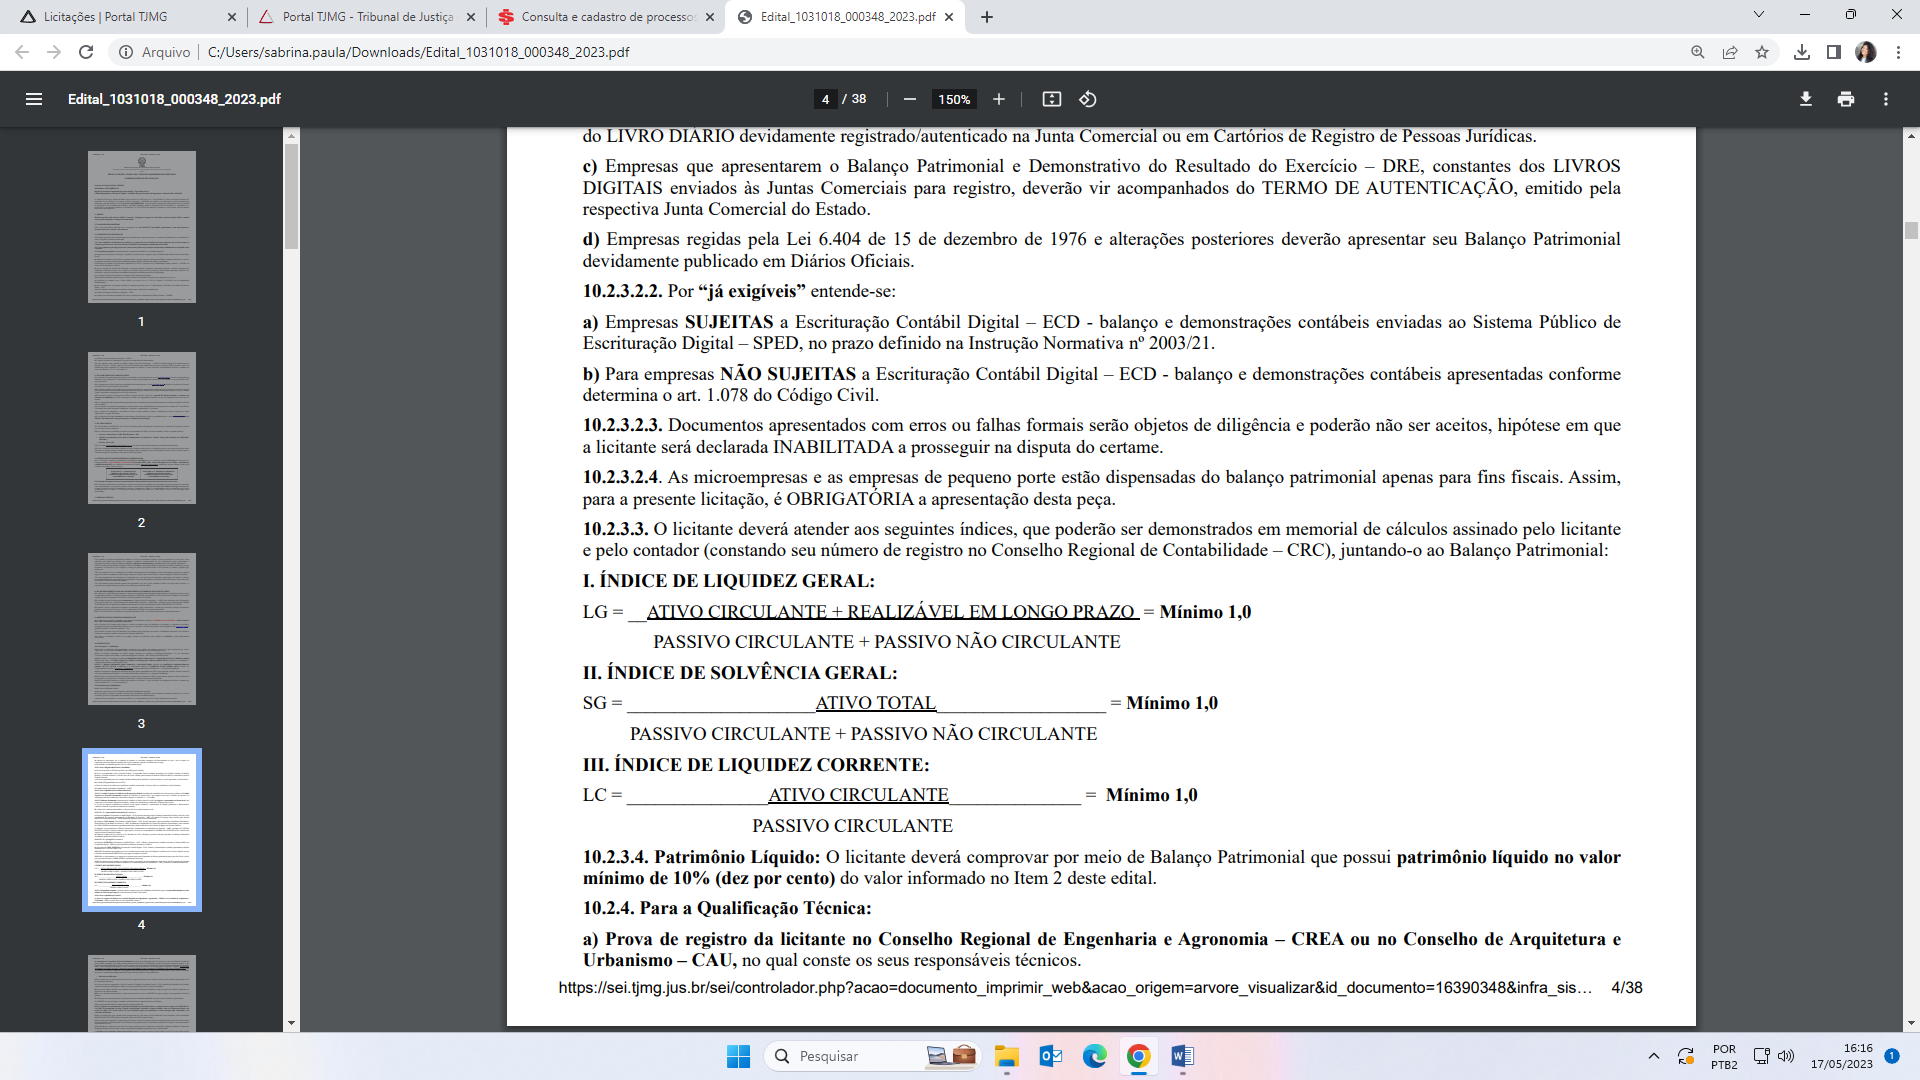 Licitações | Portal TJMG
Portal TJMG - Tribunal de Justiça
Consulta e cadastro de processos
Edital_1031018_000348_2023.pdf
Arquivo
C:/Users/sabrina.paula/Downloads/Edital_1031018_000348_2023.pdf
Edital_1031018_000348_2023.pdf
4 / 38
150%
1
2
3
4
do LIVRO DIÁRIO devidamente registrado/autenticado na Junta Comercial ou em Cartórios de Registro de Pessoas Jurídicas.
c) Empresas que apresentarem o Balanço Patrimonial e Demonstrativo do Resultado do Exercício – DRE, constantes dos LIVROS
DIGITAIS enviados às Juntas Comerciais para registro, deverão vir acompanhados do TERMO DE AUTENTICAÇÃO, emitido pela
respectiva Junta Comercial do Estado.
d) Empresas regidas pela Lei 6.404 de 15 de dezembro de 1976 e alterações posteriores deverão apresentar seu Balanço Patrimonial
devidamente publicado em Diários Oficiais.
10.2.3.2.2. Por “já exigíveis” entende-se:
a) Empresas SUJEITAS a Escrituração Contábil Digital – ECD - balanço e demonstrações contábeis enviadas ao Sistema Público de
Escrituração Digital – SPED, no prazo definido na Instrução Normativa nº 2003/21.
b) Para empresas NÃO SUJEITAS a Escrituração Contábil Digital – ECD - balanço e demonstrações contábeis apresentadas conforme
determina o art. 1.078 do Código Civil.
10.2.3.2.3. Documentos apresentados com erros ou falhas formais serão objetos de diligência e poderão não ser aceitos, hipótese em que
a licitante será declarada INABILITADA a prosseguir na disputa do certame.
10.2.3.2.4. As microempresas e as empresas de pequeno porte estão dispensadas do balanço patrimonial apenas para fins fiscais. Assim,
para a presente licitação, é OBRIGATÓRIA a apresentação desta peça.
10.2.3.3. O licitante deverá atender aos seguintes índices, que poderão ser demonstrados em memorial de cálculos assinado pelo licitante
e pelo contador (constando seu número de registro no Conselho Regional de Contabilidade – CRC), juntando-o ao Balanço Patrimonial:
I. ÍNDICE DE LIQUIDEZ GERAL:
LG = __ATIVO CIRCULANTE + REALIZÁVEL EM LONGO PRAZO_ = Mínimo 1,0
PASSIVO CIRCULANTE + PASSIVO NÃO CIRCULANTE
II. ÍNDICE DE SOLVÊNCIA GERAL:
SG = ____________________ATIVO TOTAL__________________ = Mínimo 1,0
PASSIVO CIRCULANTE + PASSIVO NÃO CIRCULANTE
III. ÍNDICE DE LIQUIDEZ CORRENTE:
LC = _______________ATIVO CIRCULANTE______________ = Mínimo 1,0
PASSIVO CIRCULANTE
10.2.3.4. Patrimônio Líquido: O licitante deverá comprovar por meio de Balanço Patrimonial que possui patrimônio líquido no valor
mínimo de 10% (dez por cento) do valor informado no Item 2 deste edital.
10.2.4. Para a Qualificação Técnica:
a) Prova de registro da licitante no Conselho Regional de Engenharia e Agronomia – CREA ou no Conselho de Arquitetura e
Urbanismo – CAU, no qual conste os seus responsáveis técnicos.
https://sei.tjmg.jus.br/sei/controlador.php?acao=documento_imprimir_web&acao_origem=arvore_visualizar&id_documento=16390348&infra_sis… 4/38
Pesquisar
POR
PTB2
16:16
17/05/2023
1